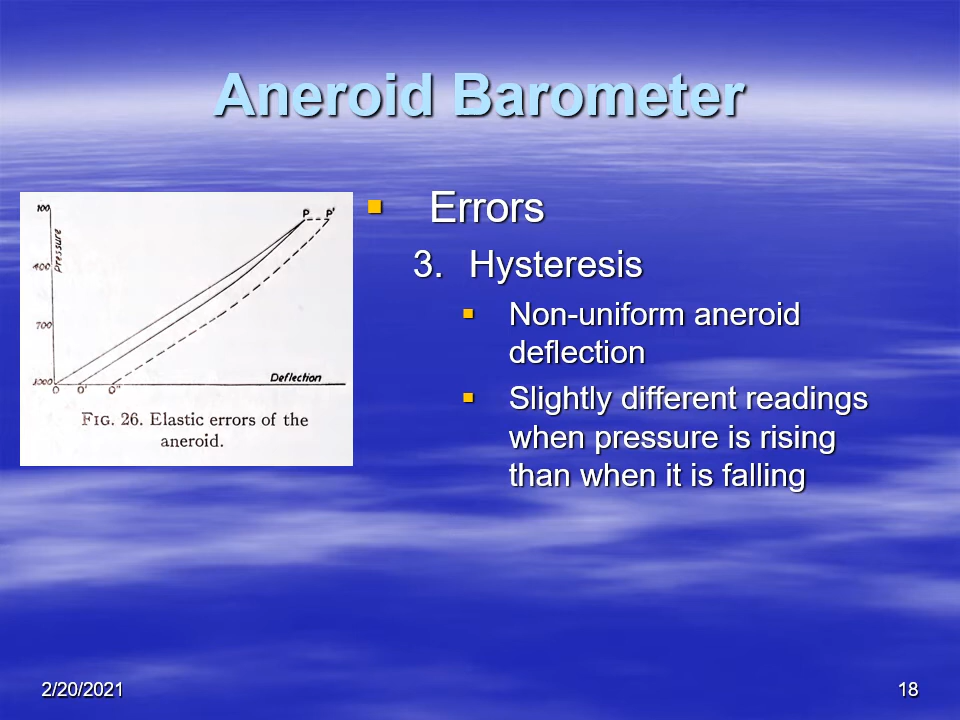 Aneroid Barometer
100
400
700
1000
Pressure
P P'
O O' O"
Deflection
FIG. 26. Elastic errors of the
aneroid.
Errors
3. Hysteresis
Non-uniform aneroid
deflection
Slightly different readings
when pressure is rising
than when it is falling
2/20/2021
18